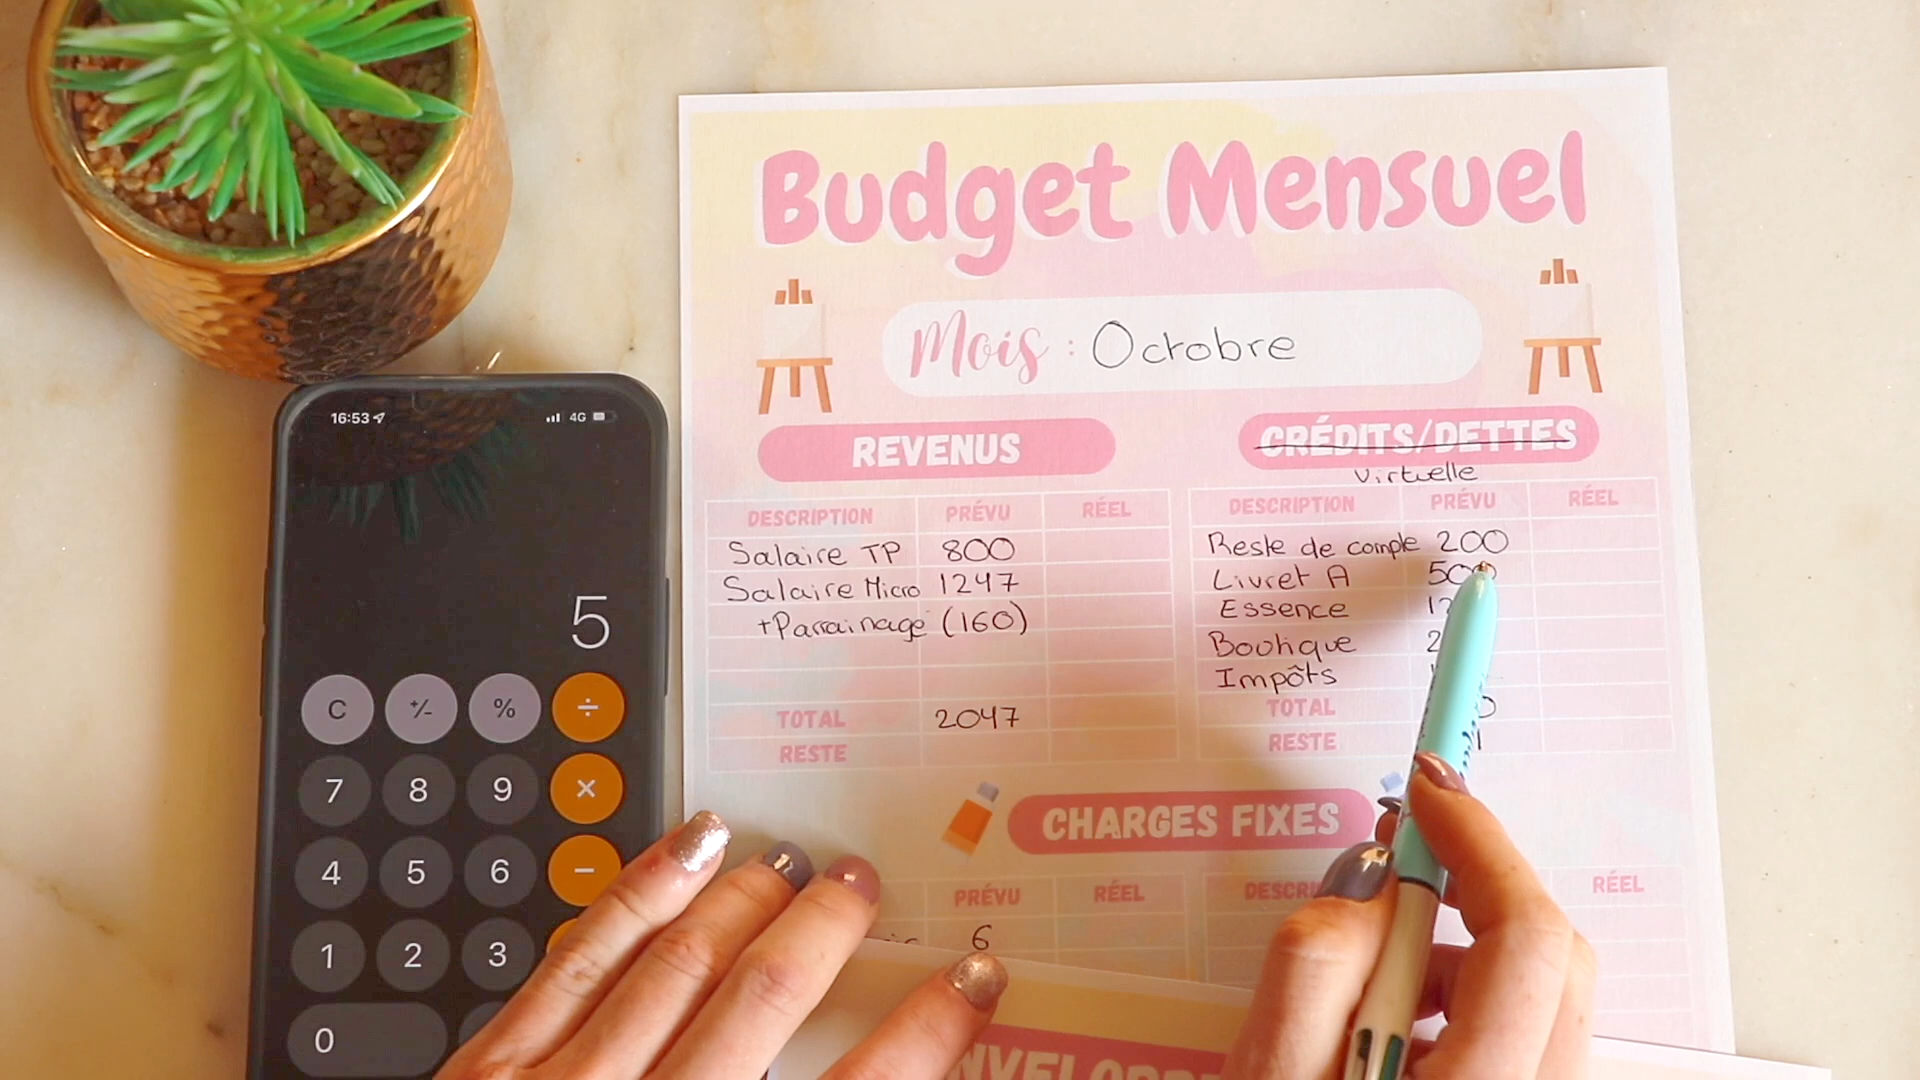 Budget Mensuel
Mois : Octobre
16:53
4G
5
C +/- % ÷
7 8 9 ×
4 5 6 −
1 2 3
0
REVENUS
DESCRIPTION PRÉVU RÉEL
Salaire TP 800
Salaire Micro 1247
+Parrainage (160)
TOTAL 2047
RESTE
CRÉDITS/DETTES
virtuelle
DESCRIPTION PRÉVU RÉEL
Reste de compte 200
Livret A 500
Essence
Boutique
Impôts
TOTAL
RESTE
CHARGES FIXES
PRÉVU RÉEL
RÉEL
6